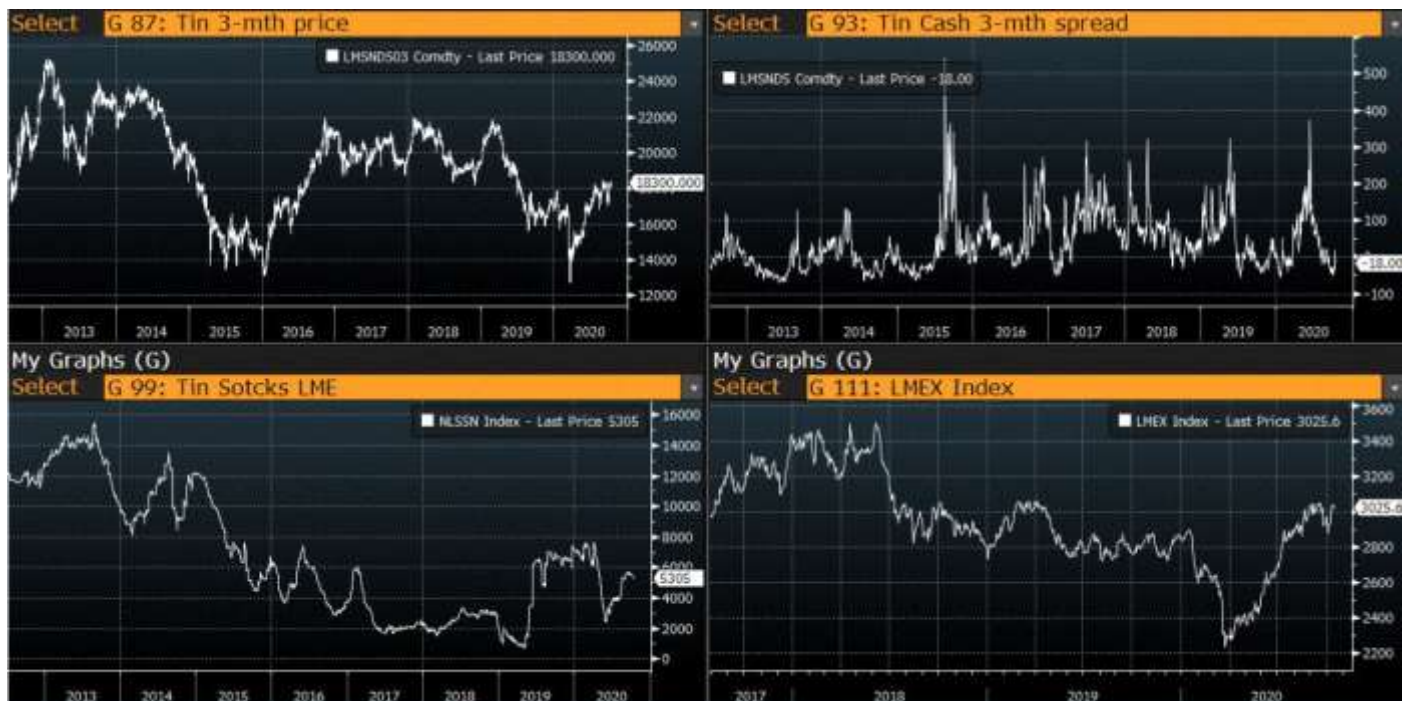 Select G 87: Tin 3-mth price
LMSNDS03 Comdty - Last Price 18300.000
26000
24000
22000
20000
18300.000
16000
14000
12000
2013 2014 2015 2016 2017 2018 2019 2020
Select G 93: Tin Cash 3-mth spread
LMSNDS Comdty - Last Price -18.00
500
400
300
200
100
-18.00
-100
2013 2014 2015 2016 2017 2018 2019 2020
My Graphs (G)
Select G 99: Tin Sotcks LME
NLSSN Index - Last Price 5305
16000
14000
12000
10000
8000
6000
5305
4000
2000
0
2013 2014 2015 2016 2017 2018 2019 2020
My Graphs (G)
Select G 111: LMEX Index
LMEX Index - Last Price 3025.6
3600
3400
3200
3025.6
2800
2600
2400
2200
2017 2018 2019 2020